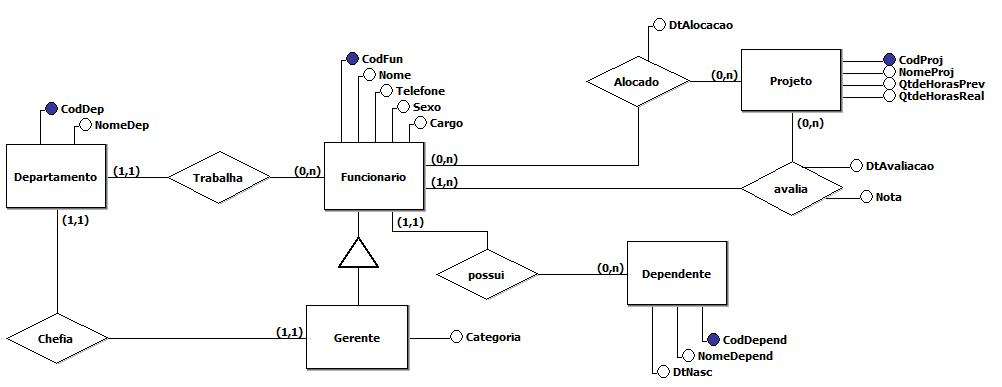 DtAlocacao
CodFun
CodProj
Nome
NomeProj
Alocado
(0,n)
Projeto
Telefone
QtdeHorasPrev
QtdeHorasReal
CodDep
Sexo
NomeDep
Cargo
(0,n)
(0,n)
DtAvaliacao
Departamento
(1,1)
Trabalha
(0,n)
Funcionario
(1,n)
avalia
Nota
(1,1)
(1,1)
possui
(0,n)
Dependente
Chefia
(1,1)
Gerente
Categoria
CodDepend
NomeDepend
DtNasc